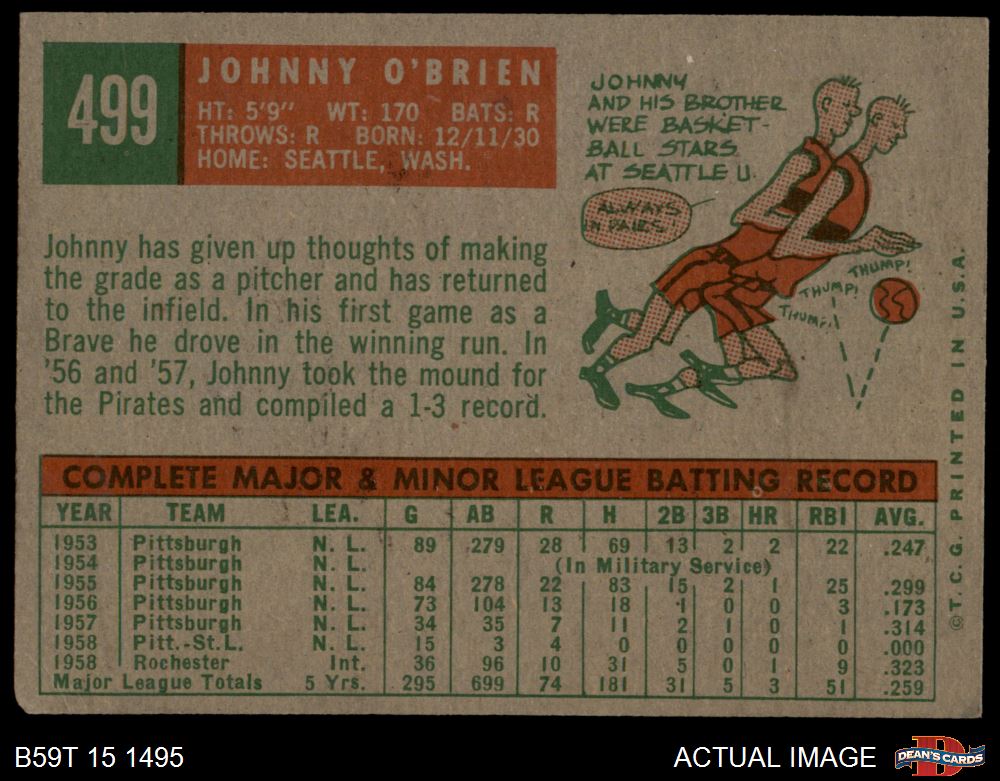 499
JOHNNY O'BRIEN
HT: 5'9" WT: 170 BATS: R
THROWS: R BORN: 12/11/30
HOME: SEATTLE, WASH.
JOHNNY
AND HIS BROTHER
WERE BASKET-
BALL STARS
AT SEATTLE U.
ALWAYS
IN PAIRS
THUMP!
THUMP!
THUMP!
Johnny has given up thoughts of making
the grade as a pitcher and has returned
to the infield. In his first game as a
Brave he drove in the winning run. In
'56 and '57, Johnny took the mound for
the Pirates and compiled a 1-3 record.
COMPLETE MAJOR & MINOR LEAGUE BATTING RECORD
YEAR TEAM LEA. G AB R H 2B 3B HR RBI AVG.
1953 Pittsburgh N. L. 89 279 28 69 13 2 2 22 .247
1954 Pittsburgh N. L. (In Military Service)
1955 Pittsburgh N. L. 84 278 22 83 15 2 1 25 .299
1956 Pittsburgh N. L. 73 104 13 18 1 0 0 3 .173
1957 Pittsburgh N. L. 34 35 7 11 2 1 0 1 .314
1958 Pitt.-St.L. N. L. 15 3 4 0 0 0 0 0 .000
1958 Rochester Int. 36 96 10 31 5 0 1 9 .323
Major League Totals 5 Yrs. 295 699 74 181 31 5 3 51 .259
©T. C. G. PRINTED IN U.S.A.
B59T 15 1495
ACTUAL IMAGE
D
DEAN'S CARDS